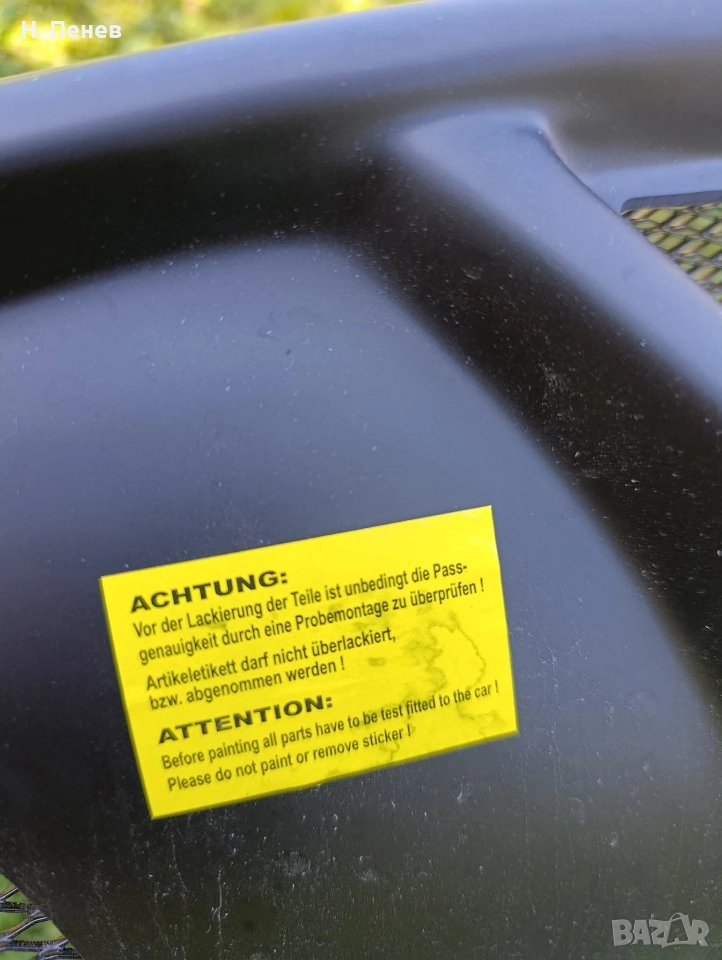 Н. Пенев
ACHTUNG:
Vor der Lackierung der Teile ist unbedingt die Pass-
genauigkeit durch eine Probemontage zu überprüfen !
Artikeletikett darf nicht überlackiert,
bzw. abgenommen werden !
ATTENTION:
Before painting all parts have to be test fitted to the car !
Please do not paint or remove sticker !
BAZAR